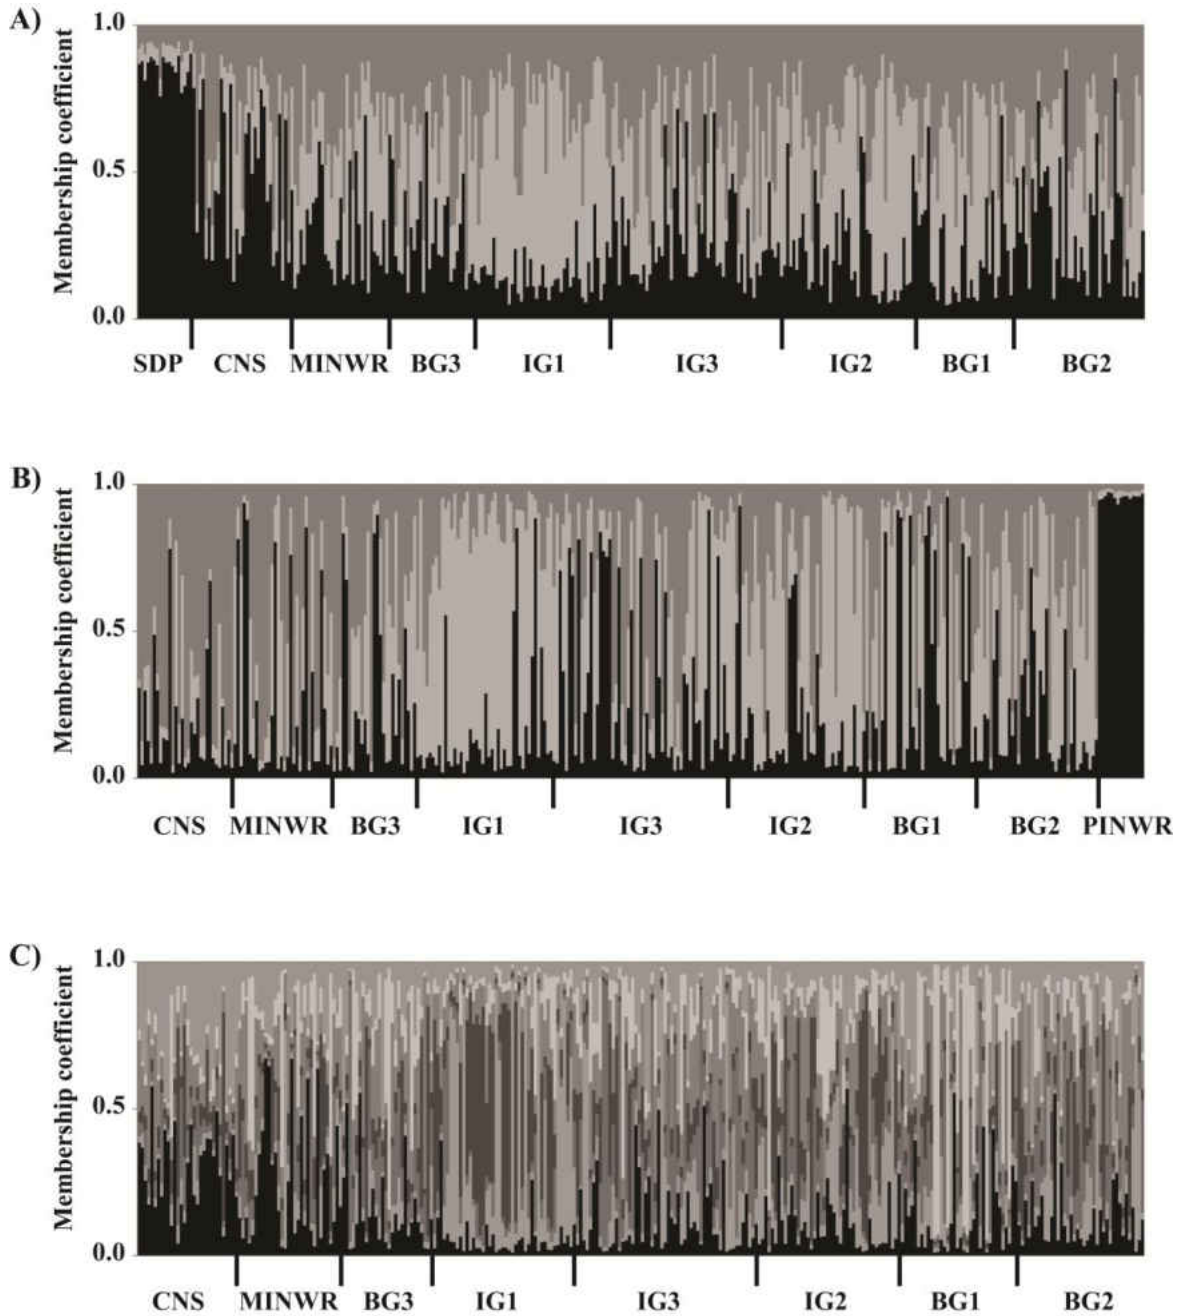 A)
Membership coefficient
1.0
0.5
0.0
SDP CNS MINWR BG3 IG1 IG3 IG2 BG1 BG2
B)
Membership coefficient
1.0
0.5
0.0
CNS MINWR BG3 IG1 IG3 IG2 BG1 BG2 PINWR
C)
Membership coefficient
1.0
0.5
0.0
CNS MINWR BG3 IG1 IG3 IG2 BG1 BG2